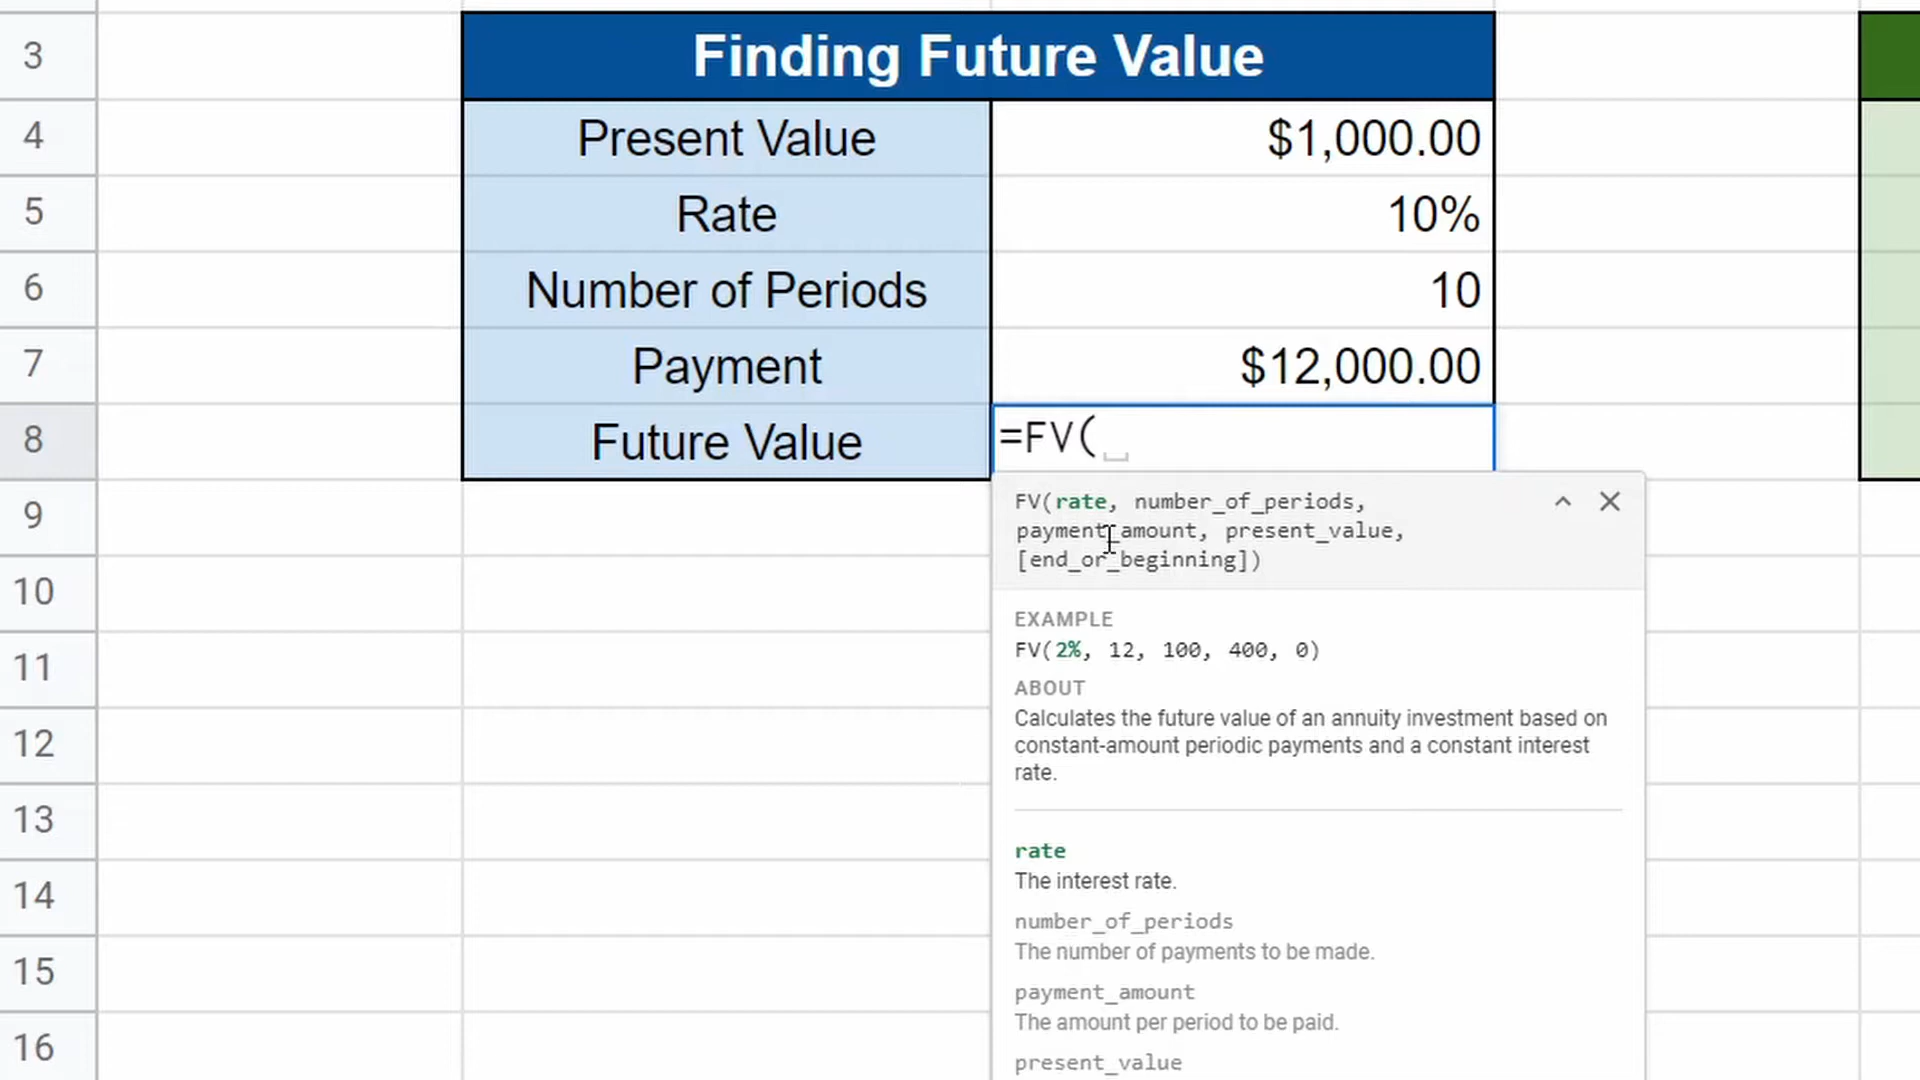 3
Finding Future Value
4
Present Value
$1,000.00
5
Rate
10%
6
Number of Periods
10
7
Payment
$12,000.00
8
Future Value
=FV(
FV(rate, number_of_periods,
payment_amount, present_value,
[end_or_beginning])
9
EXAMPLE
FV(2%, 12, 100, 400, 0)
ABOUT
Calculates the future value of an annuity investment based on
constant-amount periodic payments and a constant interest
rate.
10
11
12
13
rate
The interest rate.
14
number_of_periods
The number of payments to be made.
15
payment_amount
The amount per period to be paid.
16
present_value